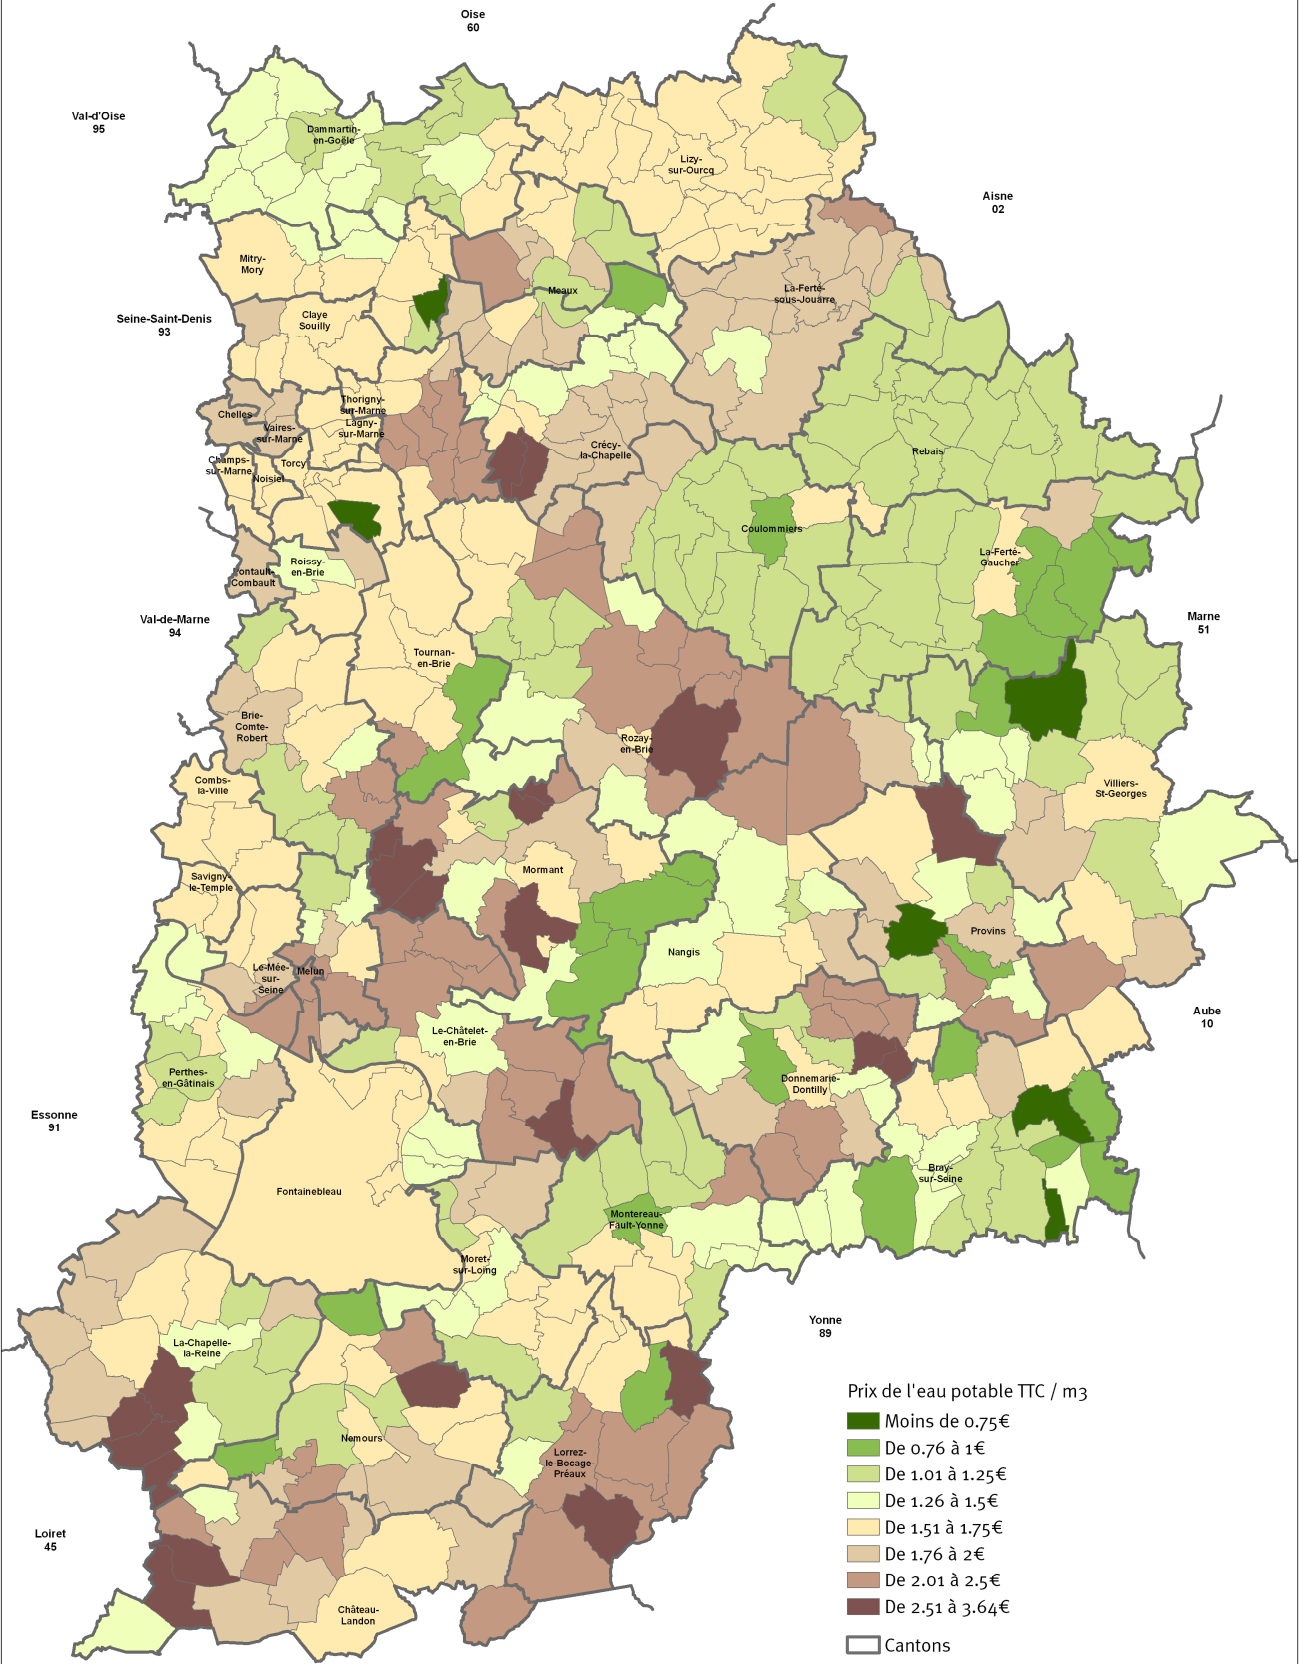 Oise
60
Val-d'Oise
95
Dammartin-
en-Goële
Lizy-
sur-Ourcq
Aisne
02
Mitry-
Mory
Meaux
La-Ferté-
sous-Jouarre
Seine-Saint-Denis
93
Claye
Souilly
Thorigny-
sur-Marne
Chelles
Lagny-
sur-Marne
Vaires-
sur-Marne
Crécy-
la-Chapelle
Rebais
Champs-
sur-Marne
Torcy
Noisiel
Coulommiers
La-Ferté-
Gaucher
Roissy-
en-Brie
Pontault-
Combault
Val-de-Marne
94
Marne
51
Tournan-
en-Brie
Brie-
Comte-
Robert
Rozay-
en-Brie
Combs-
la-Ville
Villiers-
St-Georges
Mormant
Savigny-
le-Temple
Provins
Nangis
Le-Mée-
sur-
Seine
Melun
Le-Châtelet-
en-Brie
Aube
10
Perthes-
en-Gâtinais
Donnemarie-
Dontilly
Essonne
91
Bray-
sur-Seine
Fontainebleau
Montereau-
Fault-Yonne
Moret-
sur-Loing
Yonne
89
La-Chapelle-
la-Reine
Nemours
Lorrez-
le-Bocage
Préaux
Loiret
45
Château-
Landon
Prix de l'eau potable TTC / m3
Moins de 0.75€
De 0.76 à 1€
De 1.01 à 1.25€
De 1.26 à 1.5€
De 1.51 à 1.75€
De 1.76 à 2€
De 2.01 à 2.5€
De 2.51 à 3.64€
Cantons